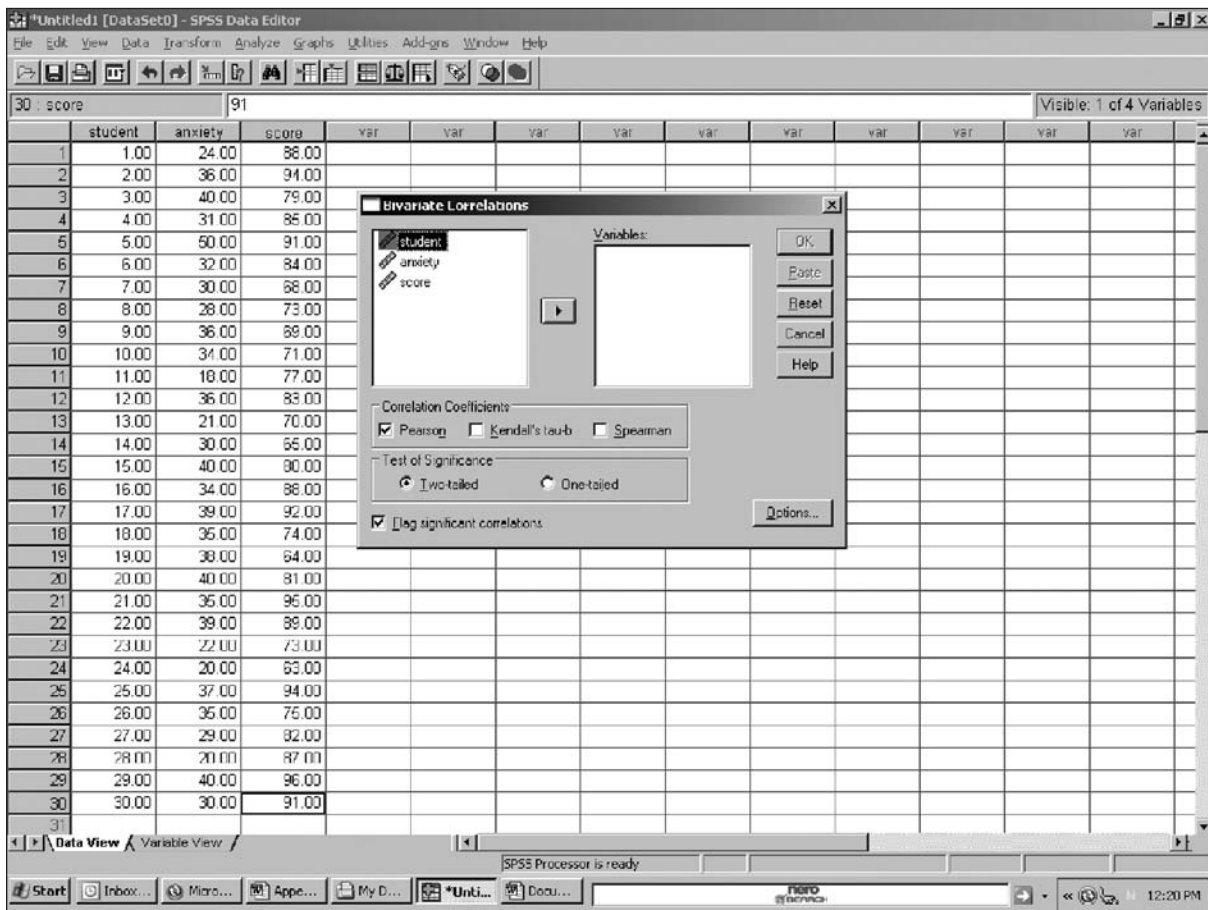 *Untitled1 [DataSet0] - SPSS Data Editor
File Edit View Data Transform Analyze Graphs Utilities Add-ons Window Help
30 : score 91 Visible: 1 of 4 Variables
student anxiety score var var var var var var var var var
1 1.00 24.00 88.00
2 2.00 36.00 94.00
3 3.00 40.00 79.00
4 4.00 31.00 85.00
5 5.00 50.00 91.00
6 6.00 32.00 84.00
7 7.00 30.00 68.00
8 8.00 28.00 73.00
9 9.00 36.00 69.00
10 10.00 34.00 71.00
11 11.00 18.00 77.00
12 12.00 36.00 83.00
13 13.00 21.00 70.00
14 14.00 30.00 65.00
15 15.00 40.00 80.00
16 16.00 34.00 88.00
17 17.00 39.00 92.00
18 18.00 35.00 74.00
19 19.00 38.00 64.00
20 20.00 40.00 81.00
21 21.00 35.00 95.00
22 22.00 39.00 89.00
23 23.00 22.00 73.00
24 24.00 20.00 63.00
25 25.00 37.00 94.00
26 26.00 35.00 75.00
27 27.00 29.00 82.00
28 28.00 20.00 87.00
29 29.00 40.00 96.00
30 30.00 30.00 91.00
31
Bivariate Correlations
student
anxiety
score
Variables:
OK
Paste
Reset
Cancel
Help
Correlation Coefficients
Pearson Kendall's tau-b Spearman
Test of Significance
Two-tailed One-tailed
Flag significant correlations
Options...
Data View Variable View
SPSS Processor is ready
Start Inbox... Micro... Appe... My D... *Unti... Docu... nero SEARCH « N 12:20 PM